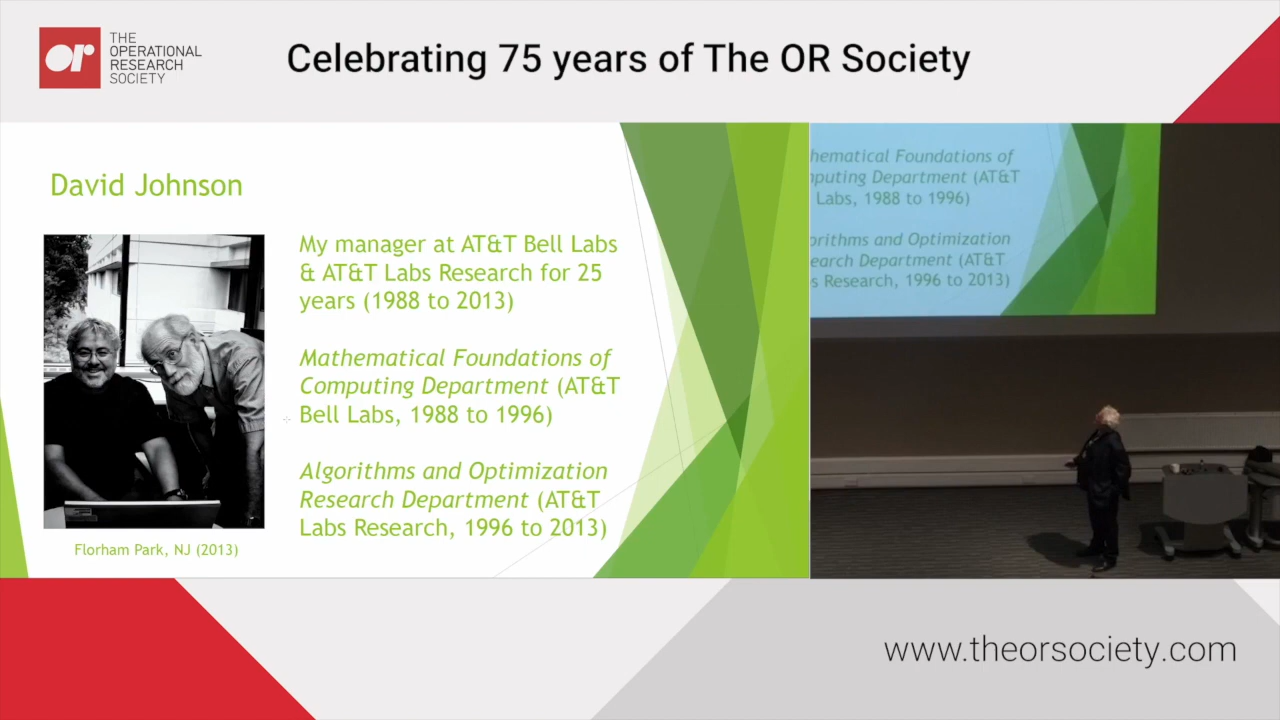 THE
OPERATIONAL
RESEARCH
SOCIETY
or
Celebrating 75 years of The OR Society
David Johnson
My manager at AT&T Bell Labs
& AT&T Labs Research for 25
years (1988 to 2013)
Mathematical Foundations of
Computing Department (AT&T
Bell Labs, 1988 to 1996)
Algorithms and Optimization
Research Department (AT&T
Labs Research, 1996 to 2013)
Florham Park, NJ (2013)
hematical Foundations of
puting Department (AT&T
Labs, 1988 to 1996)
orithms and Optimization
earch Department (AT&T
s Research, 1996 to 2013)
www.theorsociety.com